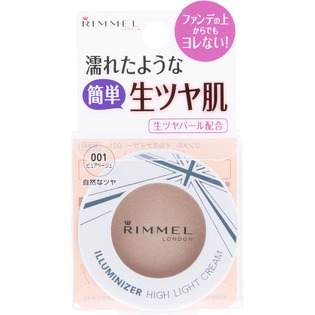 RIMMEL
LONDON
ファンデの上
からでも
ヨレない!
濡れたような
簡単 生ツヤ肌
生ツヤパール配合
001
ピュアベージュ
自然なツヤ
RIMMEL
LONDON
ILLUMINIZER HIGH LIGHT CREAM